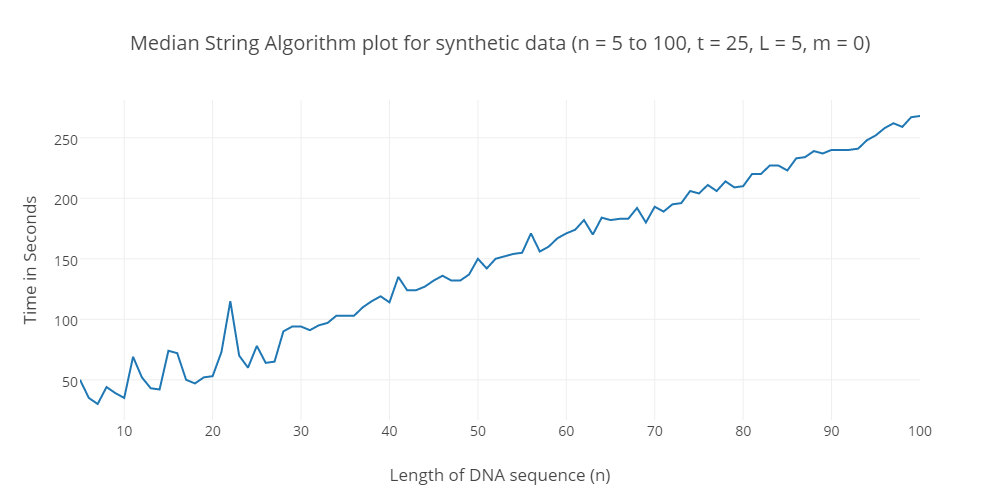 Median String Algorithm plot for synthetic data (n = 5 to 100, t = 25, L = 5, m = 0)
250
200
150
100
50
Time in Seconds
10 20 30 40 50 60 70 80 90 100
Length of DNA sequence (n)